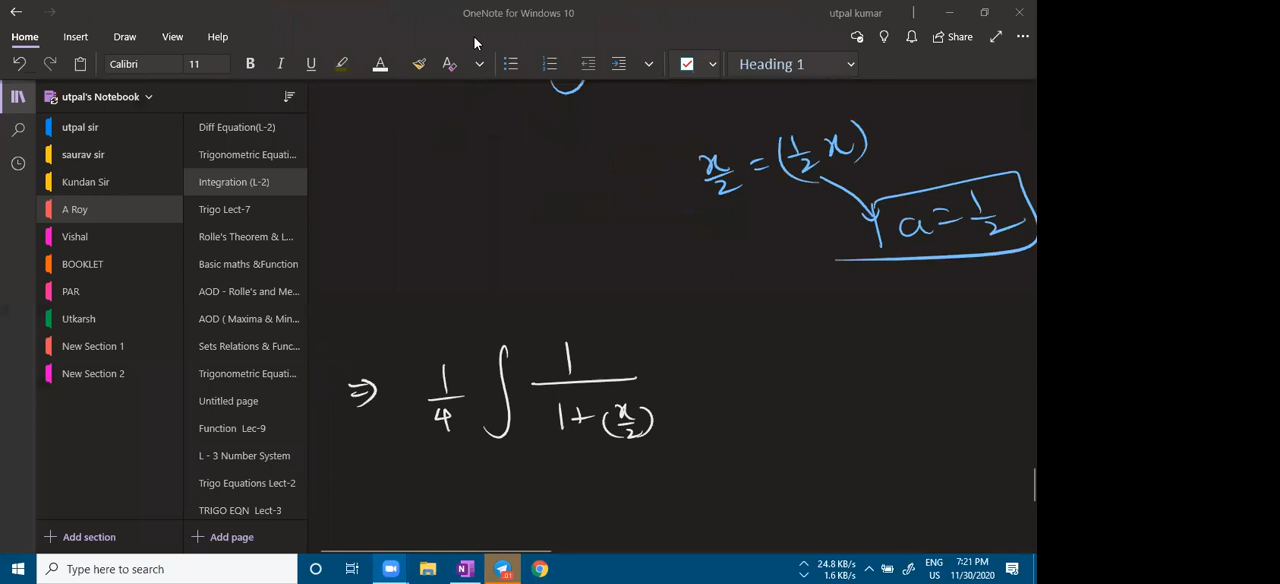 OneNote for Windows 10
utpal kumar
Home Insert Draw View Help
Share
Calibri 11 B I U A Heading 1
utpal's Notebook
utpal sir
saurav sir
Kundan Sir
A Roy
Vishal
BOOKLET
PAR
Utkarsh
New Section 1
New Section 2
Add section
Diff Equation(L-2)
Trigonometric Equati...
Integration (L-2)
Trigo Lect-7
Rolle's Theorem & L...
Basic maths &Function
AOD - Rolle's and Me...
AOD ( Maxima & Min...
Sets Relations & Func...
Trigonometric Equati...
Untitled page
Function Lec-9
L - 3 Number System
Trigo Equations Lect-2
TRIGO EQN Lect-3
Add page
x/2 = (1/2 x)
a = 1/2
⇒ 1/4 ∫ 1/(1+(x/2))
Type here to search
24.8 KB/s
1.6 KB/s
ENG
US
7:21 PM
11/30/2020